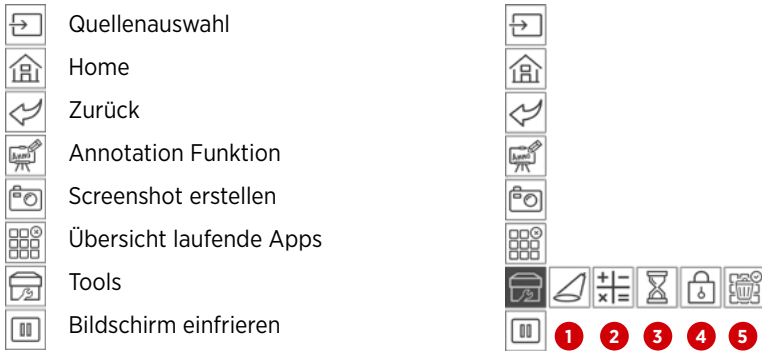 Quellenauswahl
Home
Zurück
Annotation Funktion
Screenshot erstellen
Übersicht laufende Apps
Tools
Bildschirm einfrieren
1 2 3 4 5